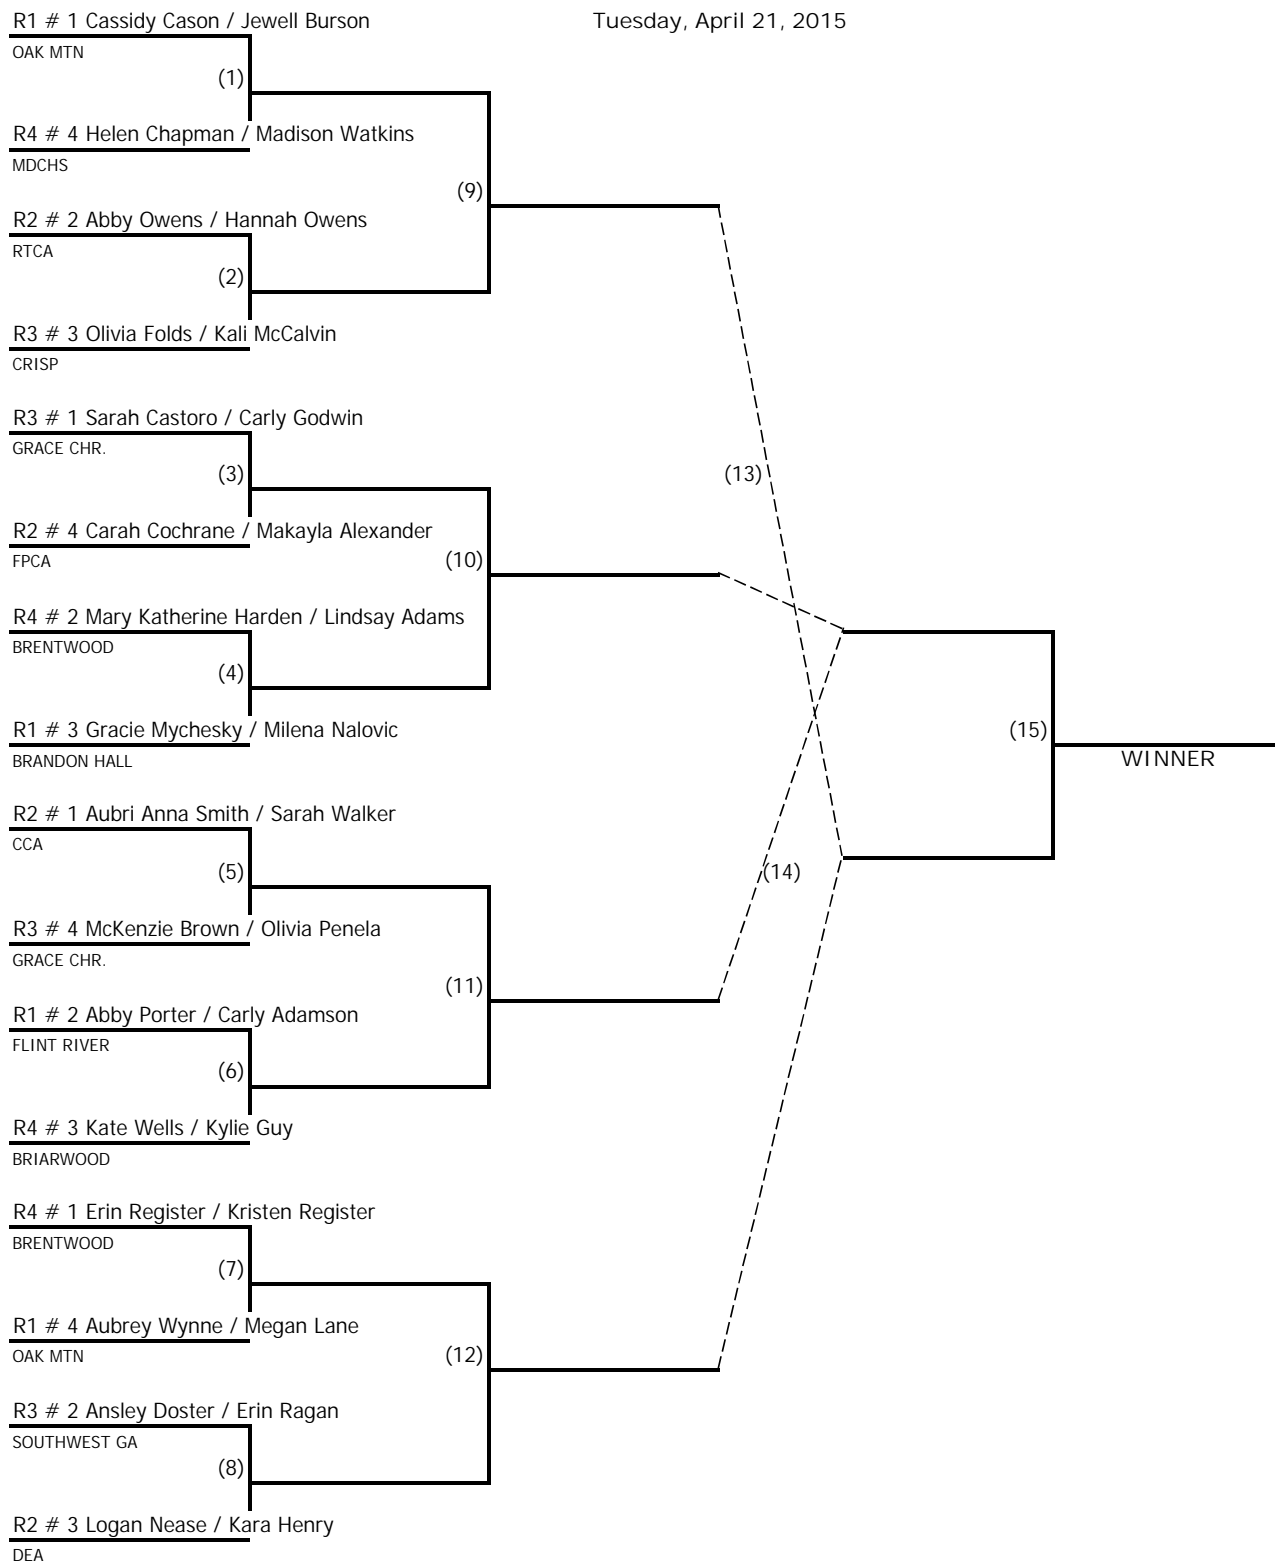 R1 # 1 Cassidy Cason / Jewell Burson
Tuesday, April 21, 2015
OAK MTN
(1)
R4 # 4 Helen Chapman / Madison Watkins
MDCHS
(9)
R2 # 2 Abby Owens / Hannah Owens
RTCA
(2)
R3 # 3 Olivia Folds / Kali McCalvin
CRISP
R3 # 1 Sarah Castoro / Carly Godwin
GRACE CHR.
(3)
(13)
R2 # 4 Carah Cochrane / Makayla Alexander
FPCA
(10)
R4 # 2 Mary Katherine Harden / Lindsay Adams
BRENTWOOD
(4)
R1 # 3 Gracie Mychesky / Milena Nalovic
(15)
BRANDON HALL
WINNER
R2 # 1 Aubri Anna Smith / Sarah Walker
CCA
(5)
(14)
R3 # 4 McKenzie Brown / Olivia Penela
GRACE CHR.
(11)
R1 # 2 Abby Porter / Carly Adamson
FLINT RIVER
(6)
R4 # 3 Kate Wells / Kylie Guy
BRIARWOOD
R4 # 1 Erin Register / Kristen Register
BRENTWOOD
(7)
R1 # 4 Aubrey Wynne / Megan Lane
OAK MTN
(12)
R3 # 2 Ansley Doster / Erin Ragan
SOUTHWEST GA
(8)
R2 # 3 Logan Nease / Kara Henry
DEA